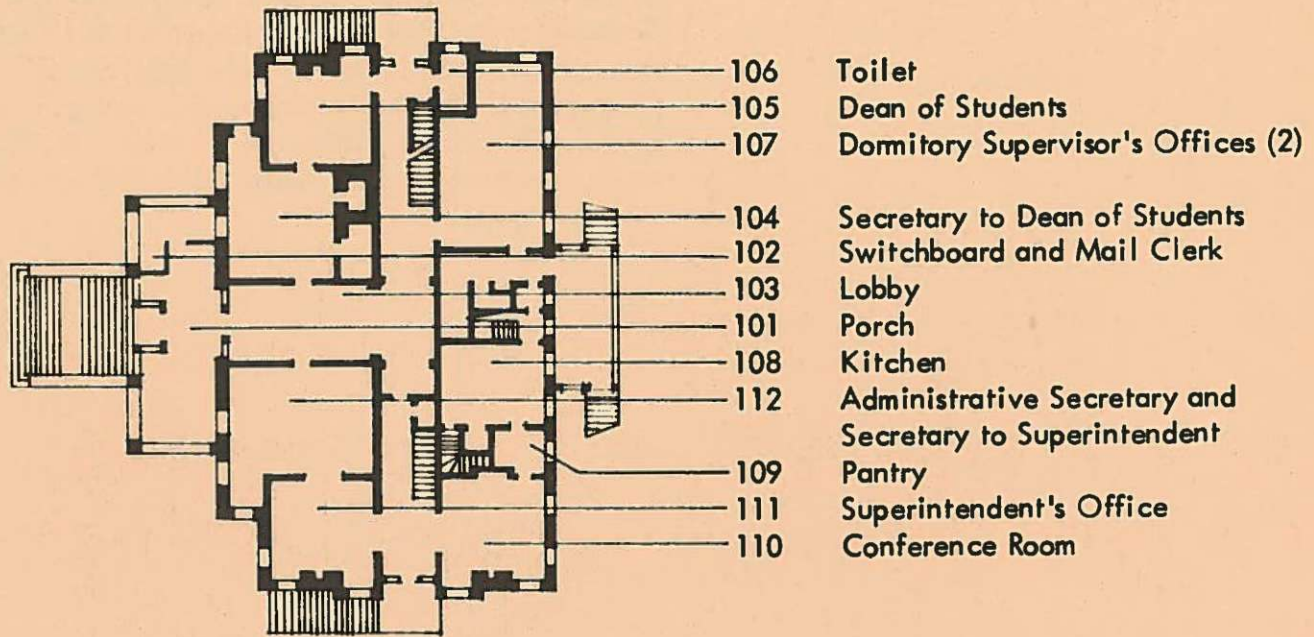 106 Toilet
105 Dean of Students
107 Dormitory Supervisor's Offices (2)
104 Secretary to Dean of Students
102 Switchboard and Mail Clerk
103 Lobby
101 Porch
108 Kitchen
112 Administrative Secretary and
Secretary to Superintendent
109 Pantry
111 Superintendent's Office
110 Conference Room